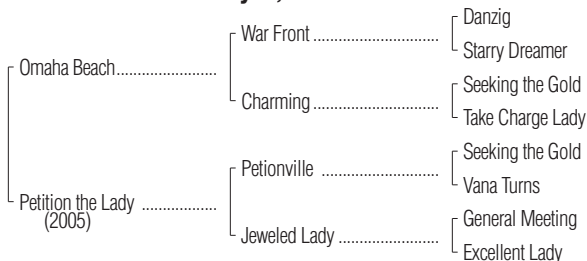 Danzig
War Front ........................................
Starry Dreamer
Omaha Beach........................
Seeking the Gold
Charming ........................................
Take Charge Lady
Seeking the Gold
Petionville .....................................
Vana Turns
Petition the Lady ..................
(2005)
General Meeting
Jeweled Lady ................................
Excellent Lady